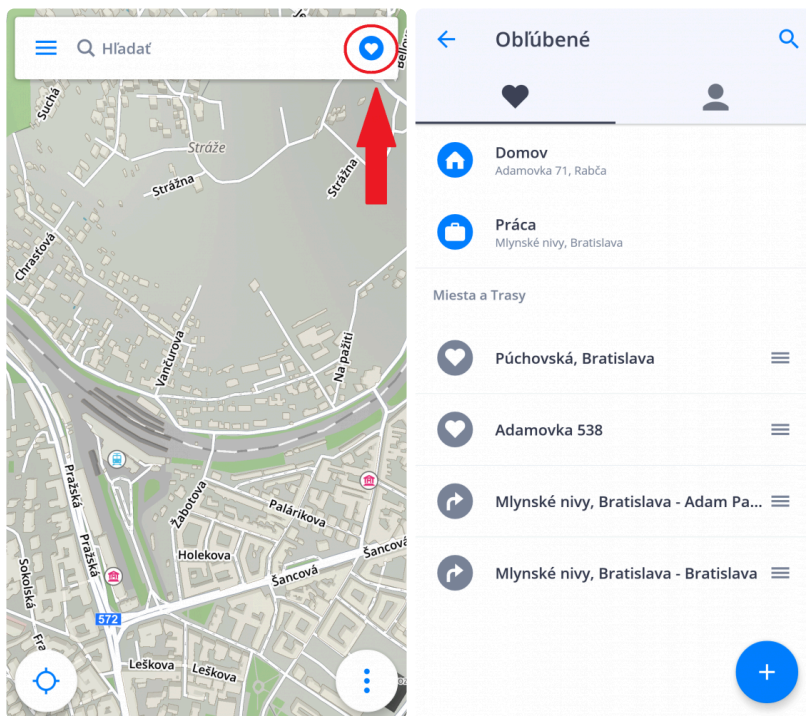 Hľadať
Suchá
Stráže
Strážna
Strážna
Chrasťová
Vančurova
Na pažiti
Pražská
Žabotova
Palárikova
Pražská
Holekova
Šancová
Šancová
Sokolská
572
Leškova
Leškova
Obľúbené
Domov
Adamovka 71, Rabča
Práca
Mlynské nivy, Bratislava
Miesta a Trasy
Púchovská, Bratislava
Adamovka 538
Mlynské nivy, Bratislava - Adam Pa...
Mlynské nivy, Bratislava - Bratislava